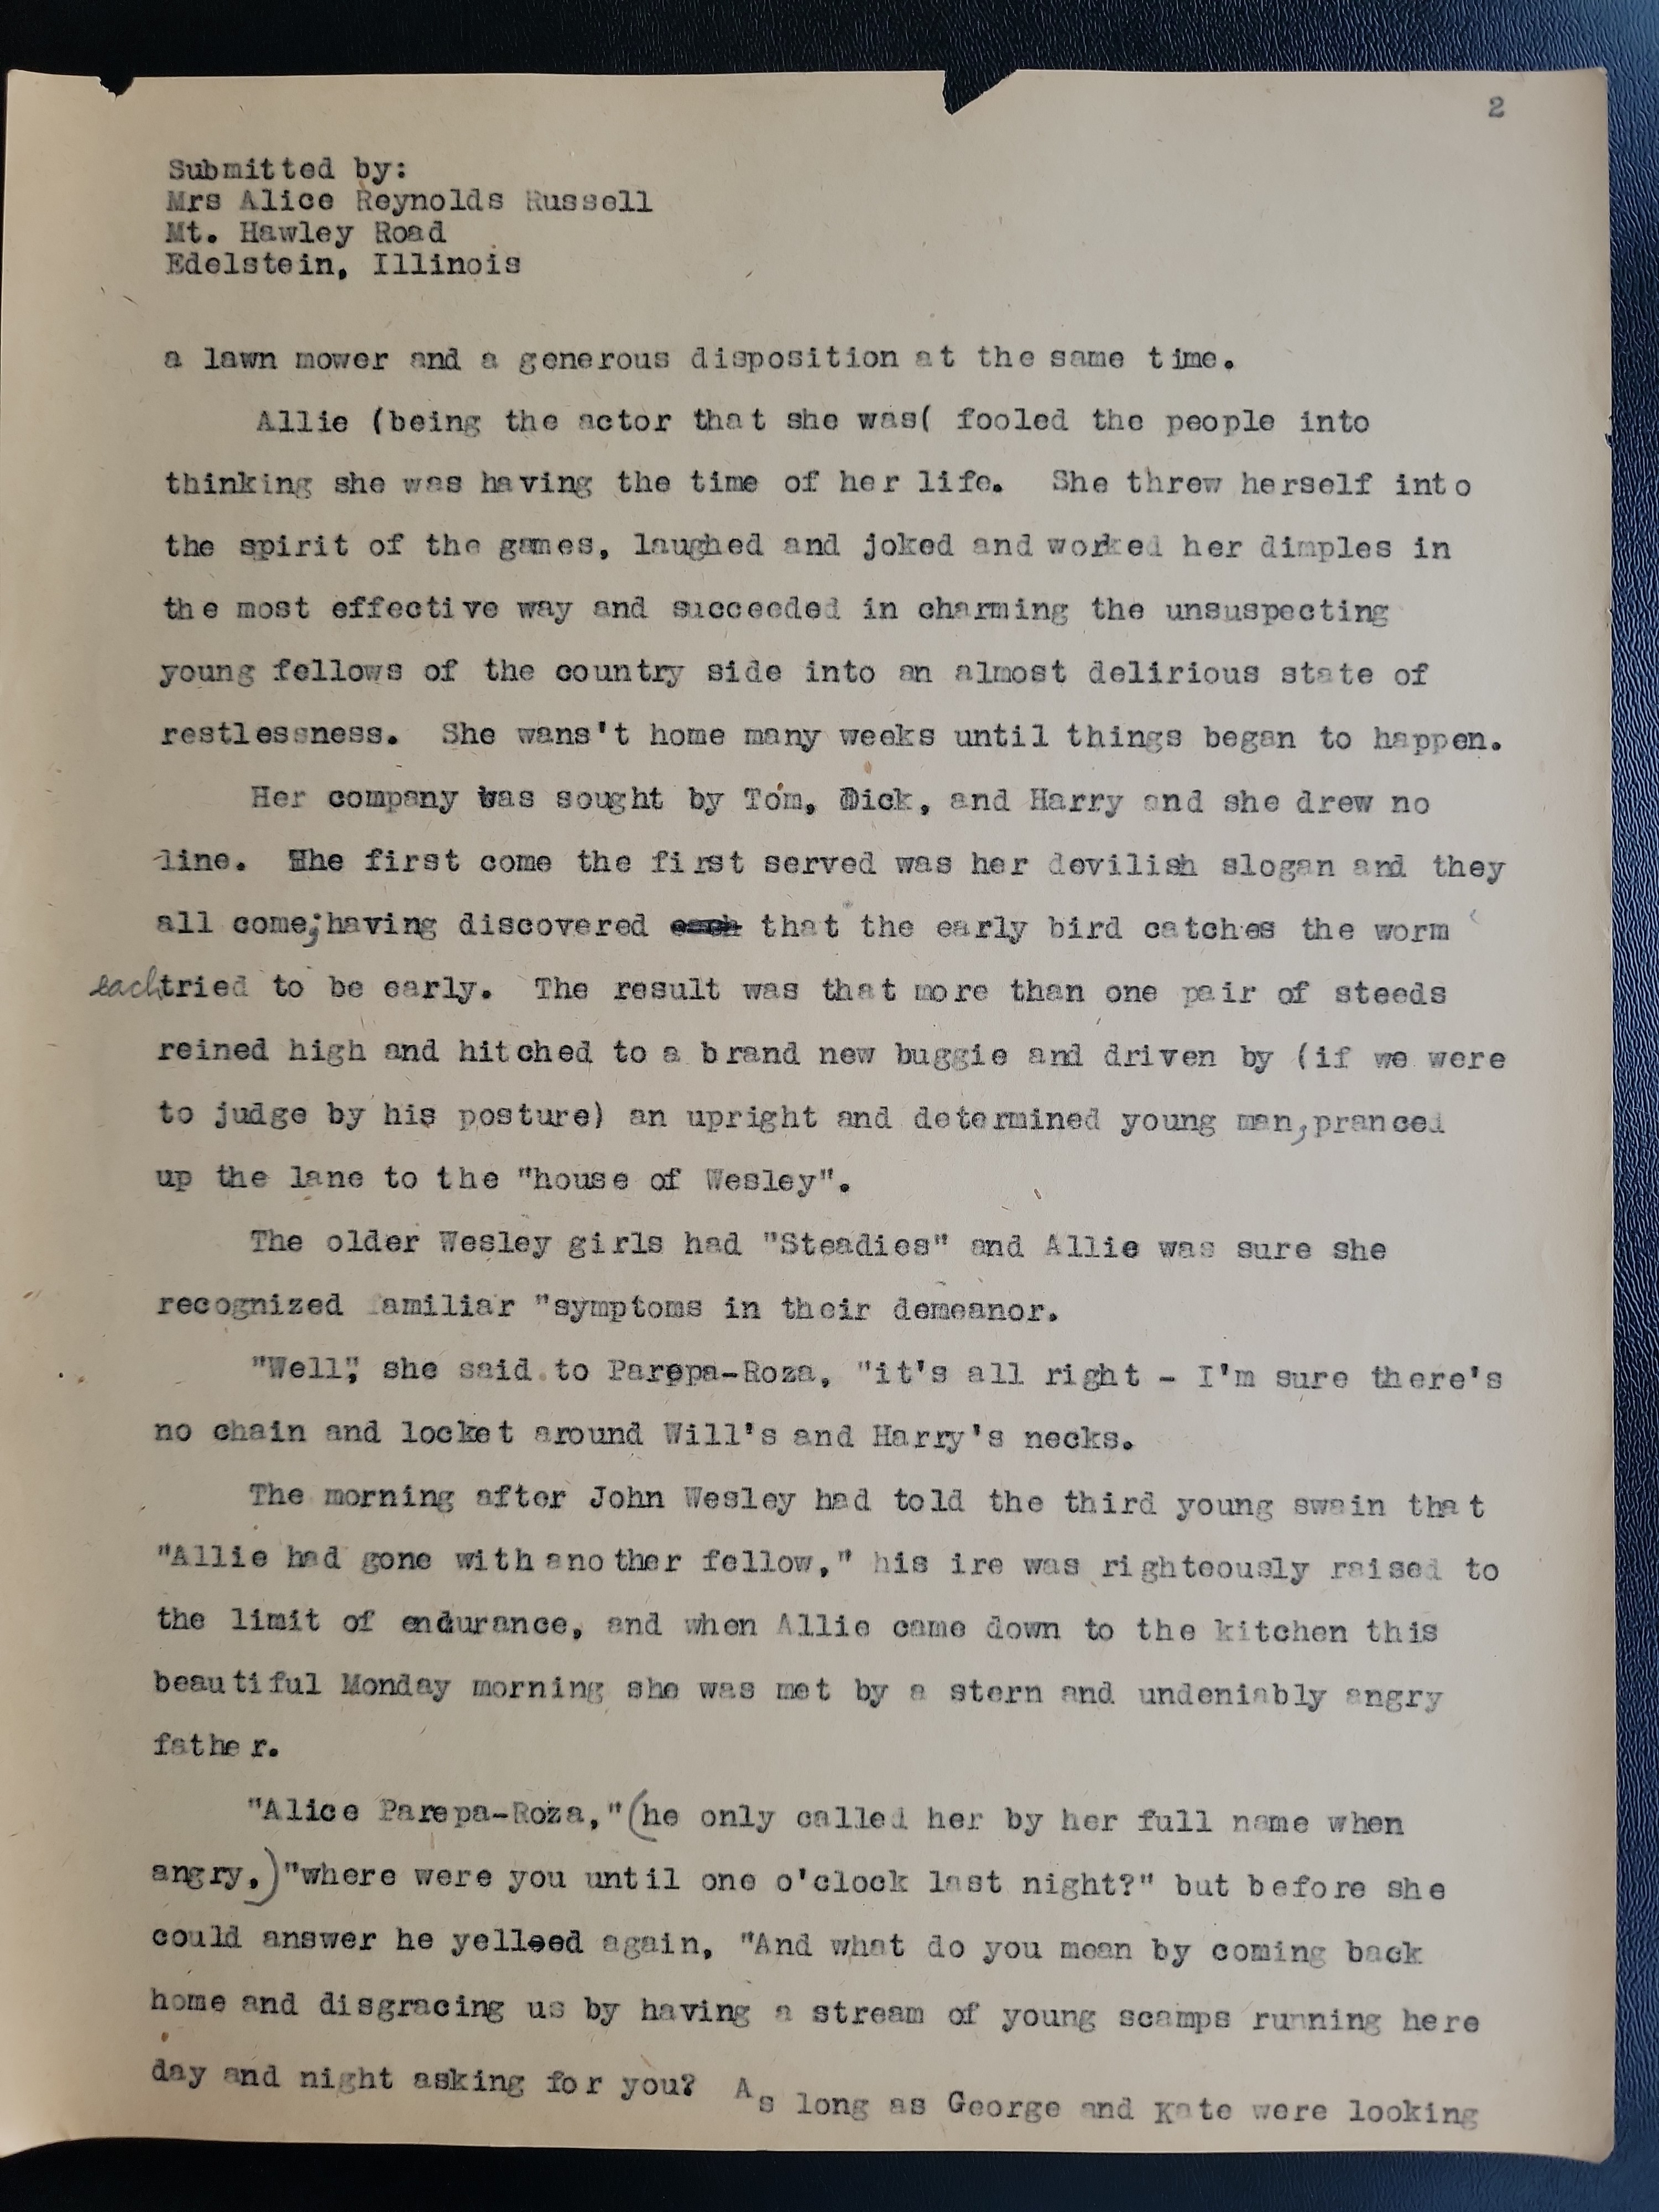 2
Submitted by:
Mrs Alice Reynolds Russell
Mt. Hawley Road
Edelstein, Illinois
a lawn mower and a generous disposition at the same time.
Allie (being the actor that she was( fooled the people into
thinking she was having the time of her life. She threw herself into
the spirit of the games, laughed and joked and worked her dimples in
the most effective way and succeeded in charming the unsuspecting
young fellows of the country side into an almost delirious state of
restlessness. She wans't home many weeks until things began to happen.
Her company was sought by Tom, Dick, and Harry and she drew no
line. The first come the first served was her devilish slogan and they
all come; having discovered each that the early bird catches the worm
each tried to be early. The result was that more than one pair of steeds
reined high and hitched to a brand new buggie and driven by (if we were
to judge by his posture) an upright and determined young man, pranced
up the lane to the "house of Wesley".
The older Wesley girls had "Steadies" and Allie was sure she
recognized familiar "symptoms in their demeanor.
"Well", she said to Parepa-Roza, "it's all right - I'm sure there's
no chain and locket around Will's and Harry's necks.
The morning after John Wesley had told the third young swain that
"Allie had gone with another fellow," his ire was righteously raised to
the limit of endurance, and when Allie came down to the kitchen this
beautiful Monday morning she was met by a stern and undeniably angry
father.
"Alice Parepa-Roza," (he only called her by her full name when
angry,) "where were you until one o'clock last night?" but before she
could answer he yelleed again, "And what do you mean by coming back
home and disgracing us by having a stream of young scamps running here
day and night asking for you? As long as George and Kate were looking